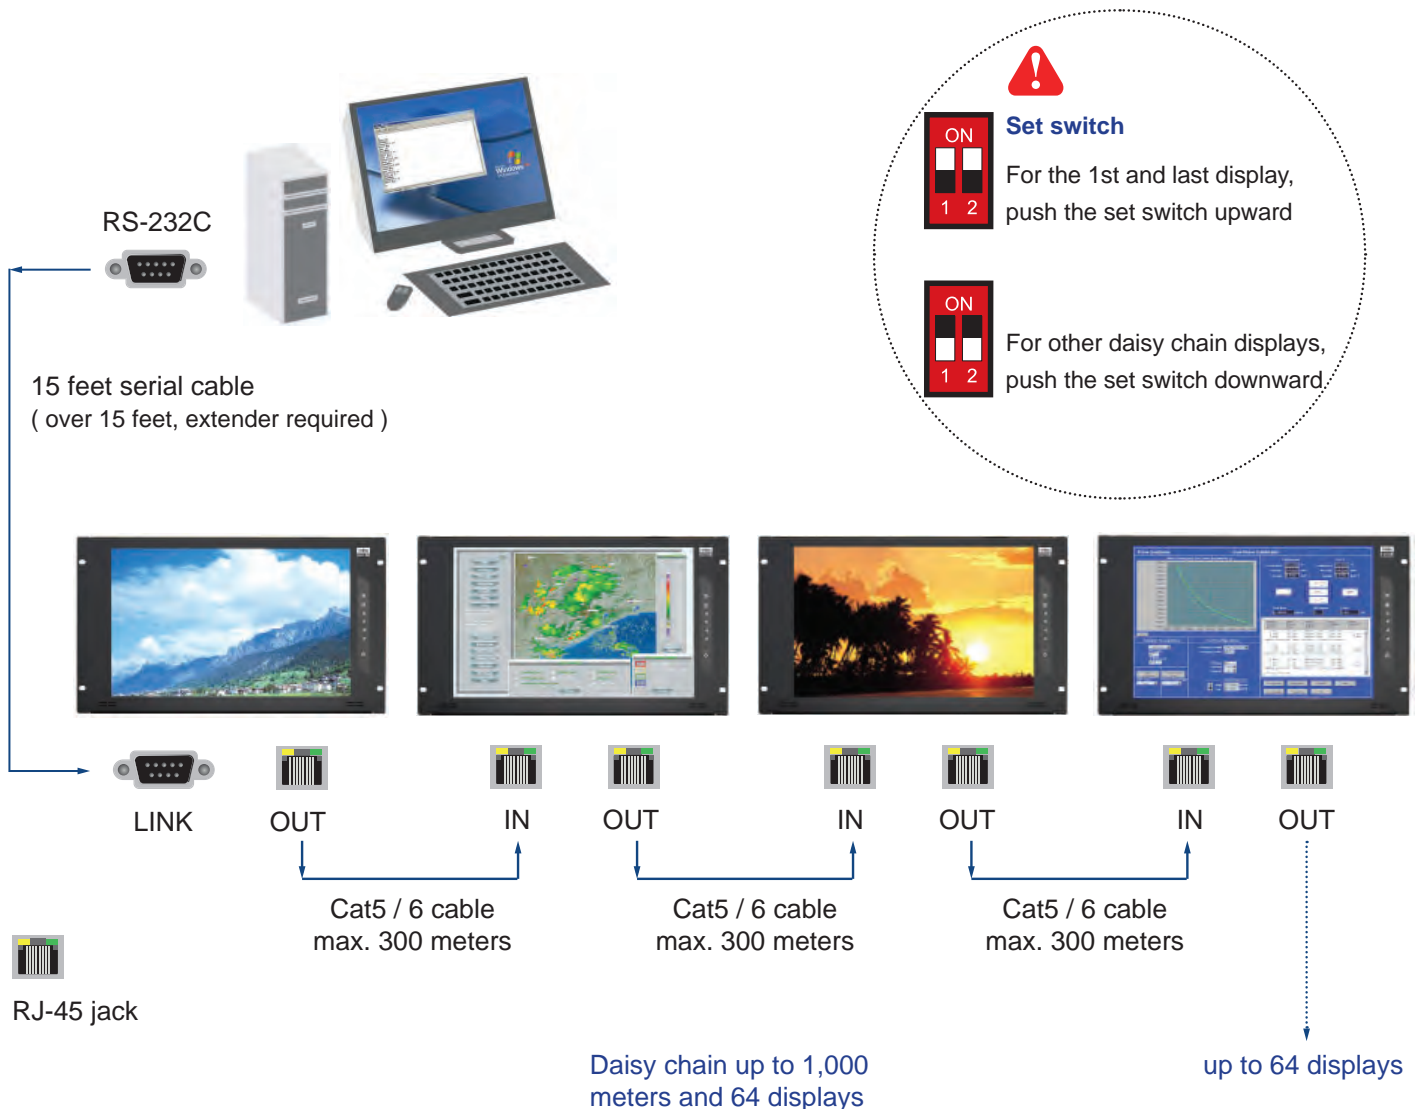 Set switch
ON
1 2
For the 1st and last display,
push the set switch upward
ON
1 2
For other daisy chain displays,
push the set switch downward.
RS-232C
Windows
15 feet serial cable
( over 15 feet, extender required )
LINK
OUT
IN
OUT
IN
OUT
IN
OUT
Cat5 / 6 cable
max. 300 meters
Cat5 / 6 cable
max. 300 meters
Cat5 / 6 cable
max. 300 meters
RJ-45 jack
Daisy chain up to 1,000
meters and 64 displays
up to 64 displays